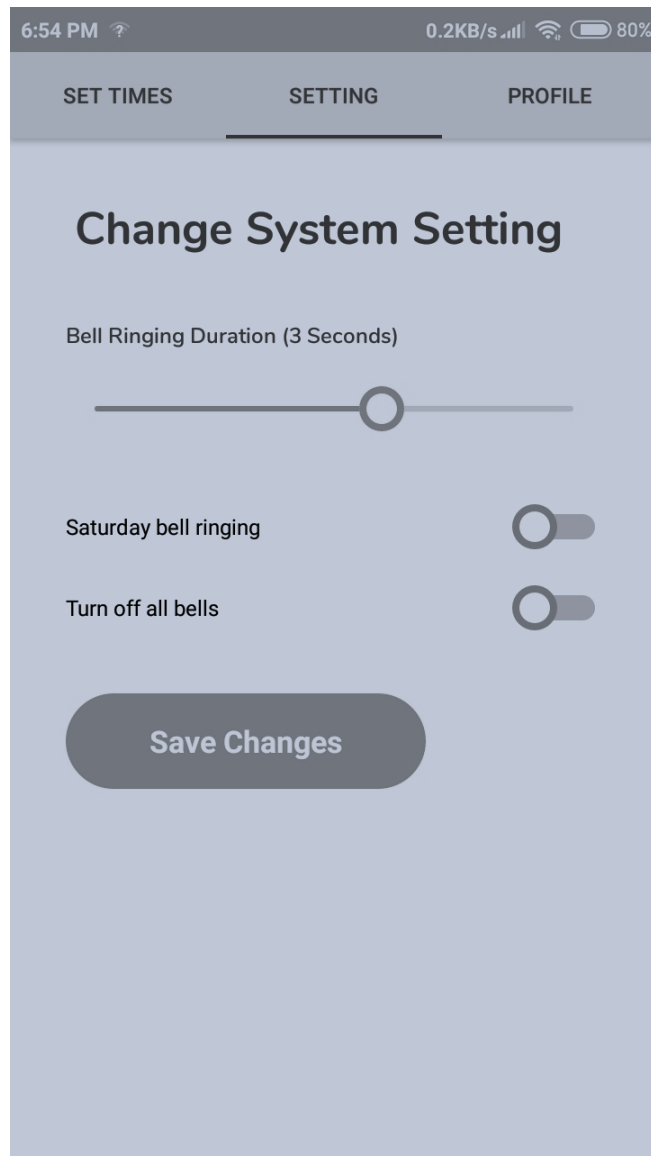 6:54 PM ? 0.2KB/s 80%
SET TIMES SETTING PROFILE
Change System Setting
Bell Ringing Duration (3 Seconds)
Saturday bell ringing
Turn off all bells
Save Changes